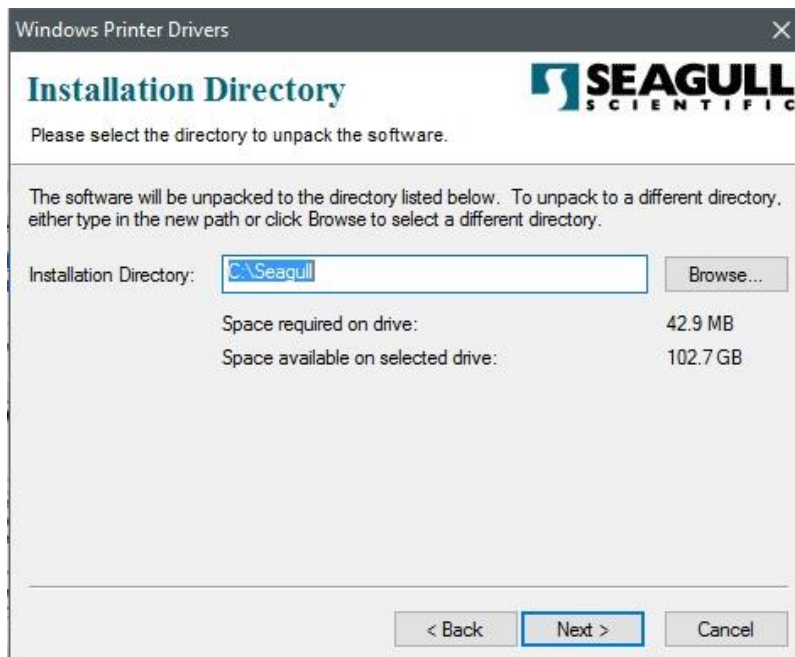 Windows Printer Drivers
Installation Directory
SEAGULL
SCIENTIFIC
Please select the directory to unpack the software.
The software will be unpacked to the directory listed below. To unpack to a different directory,
either type in the new path or click Browse to select a different directory.
Installation Directory: C:\Seagull Browse...
Space required on drive: 42.9 MB
Space available on selected drive: 102.7 GB
< Back Next > Cancel